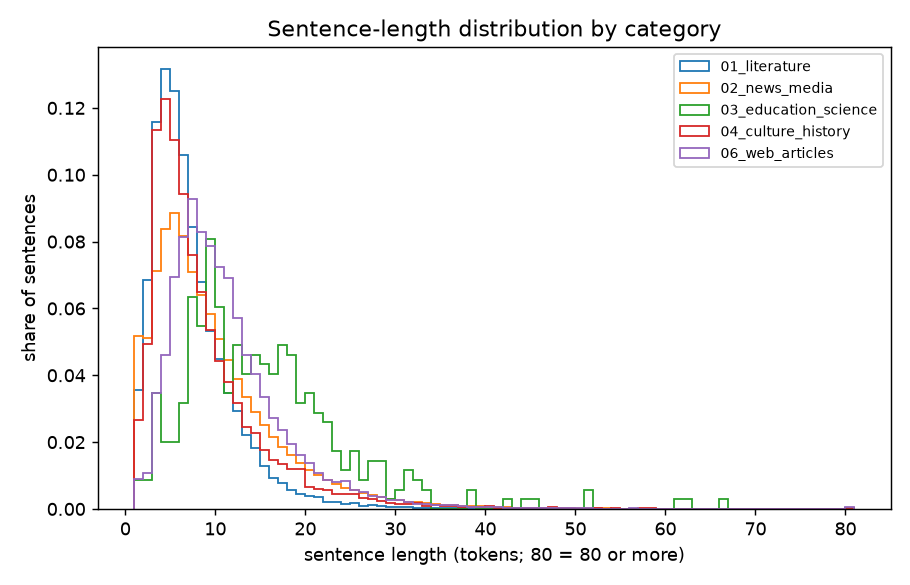 Sentence-length distribution by category
01_literature
02_news_media
03_education_science
04_culture_history
06_web_articles
share of sentences
0.12
0.10
0.08
0.06
0.04
0.02
0.00
0 10 20 30 40 50 60 70 80
sentence length (tokens; 80 = 80 or more)